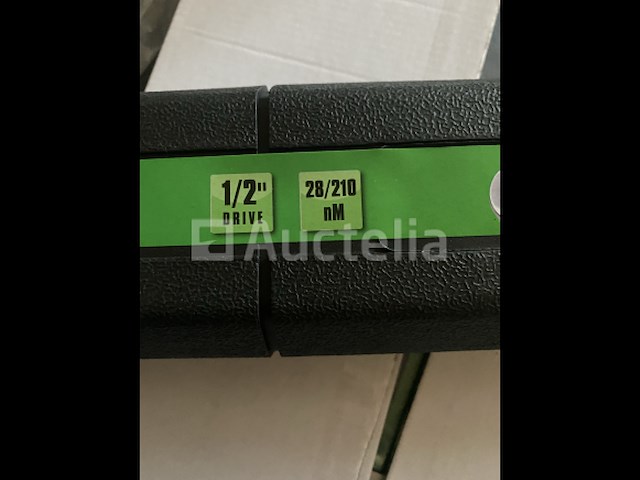 1/2" 28/210
DRIVE nM
Auctelia